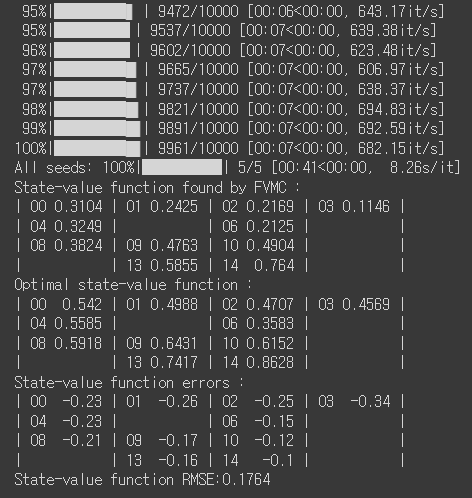 95%|█████████▍| 9472/10000 [00:06<00:00, 643.17it/s]
95%|█████████▌| 9537/10000 [00:07<00:00, 639.38it/s]
96%|█████████▌| 9602/10000 [00:07<00:00, 623.48it/s]
97%|█████████▋| 9665/10000 [00:07<00:00, 606.97it/s]
97%|█████████▋| 9737/10000 [00:07<00:00, 638.37it/s]
98%|█████████▊| 9821/10000 [00:07<00:00, 694.83it/s]
99%|█████████▉| 9891/10000 [00:07<00:00, 692.59it/s]
100%|█████████▉| 9961/10000 [00:07<00:00, 682.15it/s]
All seeds: 100%|██████████| 5/5 [00:41<00:00,  8.26s/it]
State-value function found by FVMC :
| 00 0.3104 | 01 0.2425 | 02 0.2169 | 03 0.1146 |
| 04 0.3249 |           | 06 0.2125 |           |
| 08 0.3824 | 09 0.4763 | 10 0.4904 |           |
|           | 13 0.5855 | 14  0.764 |           |
Optimal state-value function :
| 00  0.542 | 01 0.4988 | 02 0.4707 | 03 0.4569 |
| 04 0.5585 |           | 06 0.3583 |           |
| 08 0.5918 | 09 0.6431 | 10 0.6152 |           |
|           | 13 0.7417 | 14 0.8628 |           |
State-value function errors :
| 00  -0.23 | 01  -0.26 | 02  -0.25 | 03  -0.34 |
| 04  -0.23 |           | 06  -0.15 |           |
| 08  -0.21 | 09  -0.17 | 10  -0.12 |           |
|           | 13  -0.16 | 14   -0.1 |           |
State-value function RMSE:0.1764